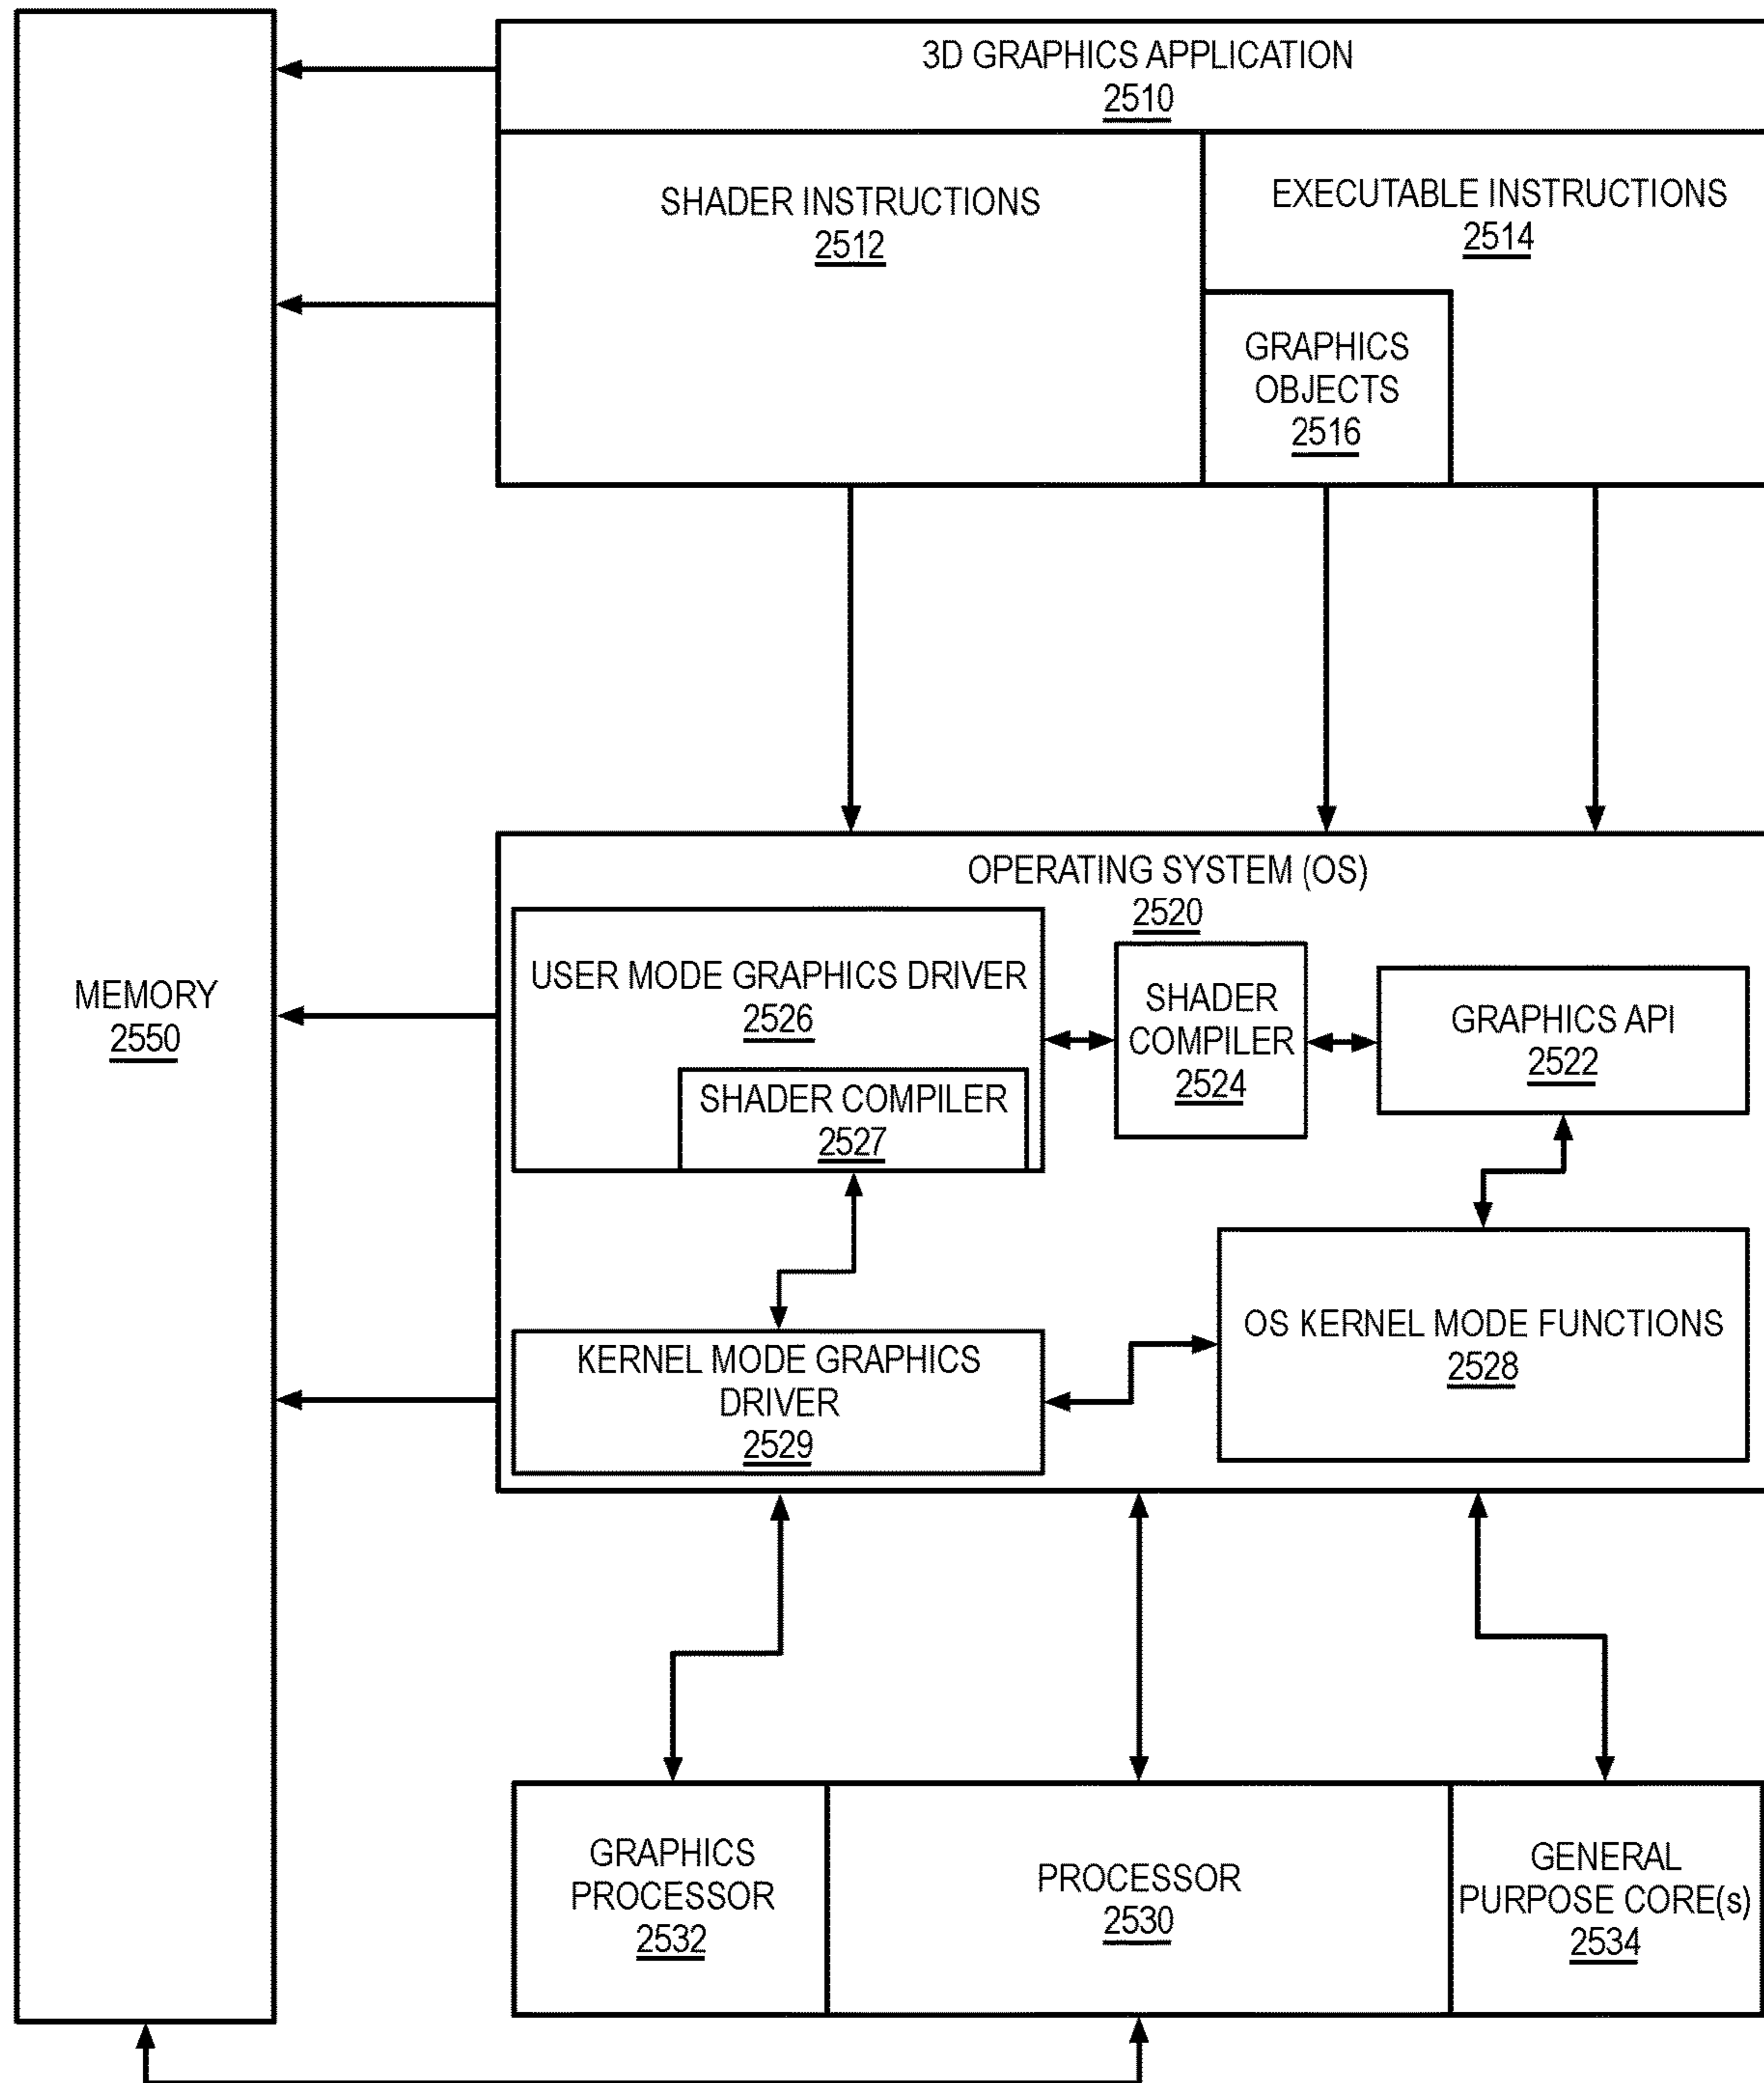 3D GRAPHICS APPLICATION
2510
SHADER INSTRUCTIONS
2512
EXECUTABLE INSTRUCTIONS
2514
GRAPHICS
OBJECTS
2516
MEMORY
2550
OPERATING SYSTEM (OS)
2520
USER MODE GRAPHICS DRIVER
2526
SHADER COMPILER
2527
SHADER
COMPILER
2524
GRAPHICS API
2522
KERNEL MODE GRAPHICS
DRIVER
2529
OS KERNEL MODE FUNCTIONS
2528
GRAPHICS
PROCESSOR
2532
PROCESSOR
2530
GENERAL
PURPOSE CORE(s)
2534